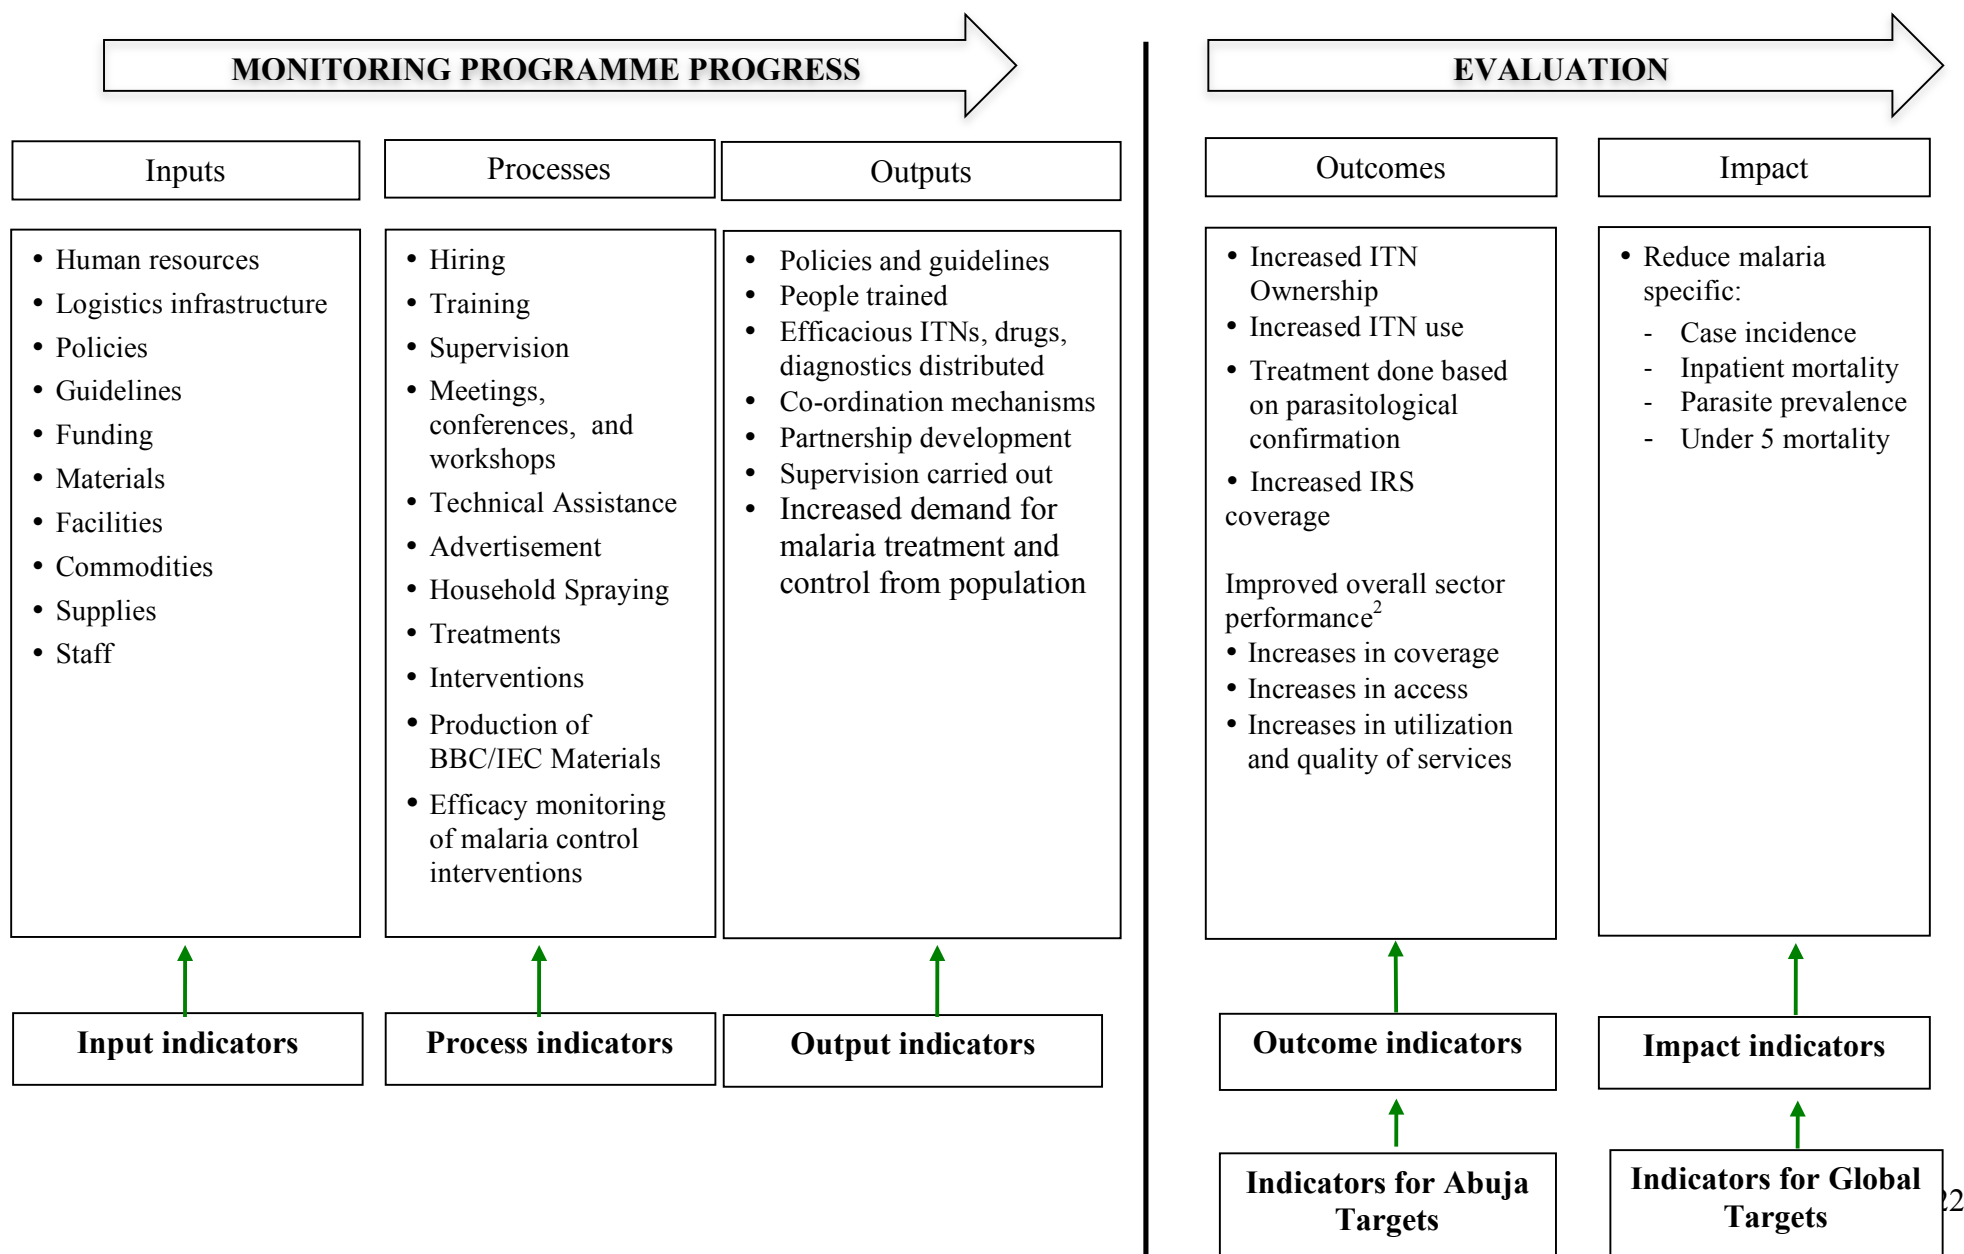 MONITORING PROGRAMME PROGRESS
EVALUATION
Inputs
Processes
Outputs
Outcomes
Impact
• Human resources
• Logistics infrastructure
• Policies
• Guidelines
• Funding
• Materials
• Facilities
• Commodities
• Supplies
• Staff
• Hiring
• Training
• Supervision
• Meetings,
conferences, and
workshops
• Technical Assistance
• Advertisement
• Household Spraying
• Treatments
• Interventions
• Production of
BBC/IEC Materials
• Efficacy monitoring
of malaria control
interventions
• Policies and guidelines
• People trained
• Efficacious ITNs, drugs,
diagnostics distributed
• Co-ordination mechanisms
• Partnership development
• Supervision carried out
• Increased demand for
malaria treatment and
control from population
• Increased ITN
Ownership
• Increased ITN use
• Treatment done based
on parasitological
confirmation
• Increased IRS
coverage
Improved overall sector
performance²
• Increases in coverage
• Increases in access
• Increases in utilization
and quality of services
• Reduce malaria
specific:
- Case incidence
- Inpatient mortality
- Parasite prevalence
- Under 5 mortality
Input indicators
Process indicators
Output indicators
Outcome indicators
Impact indicators
Indicators for Abuja
Targets
Indicators for Global
Targets
22